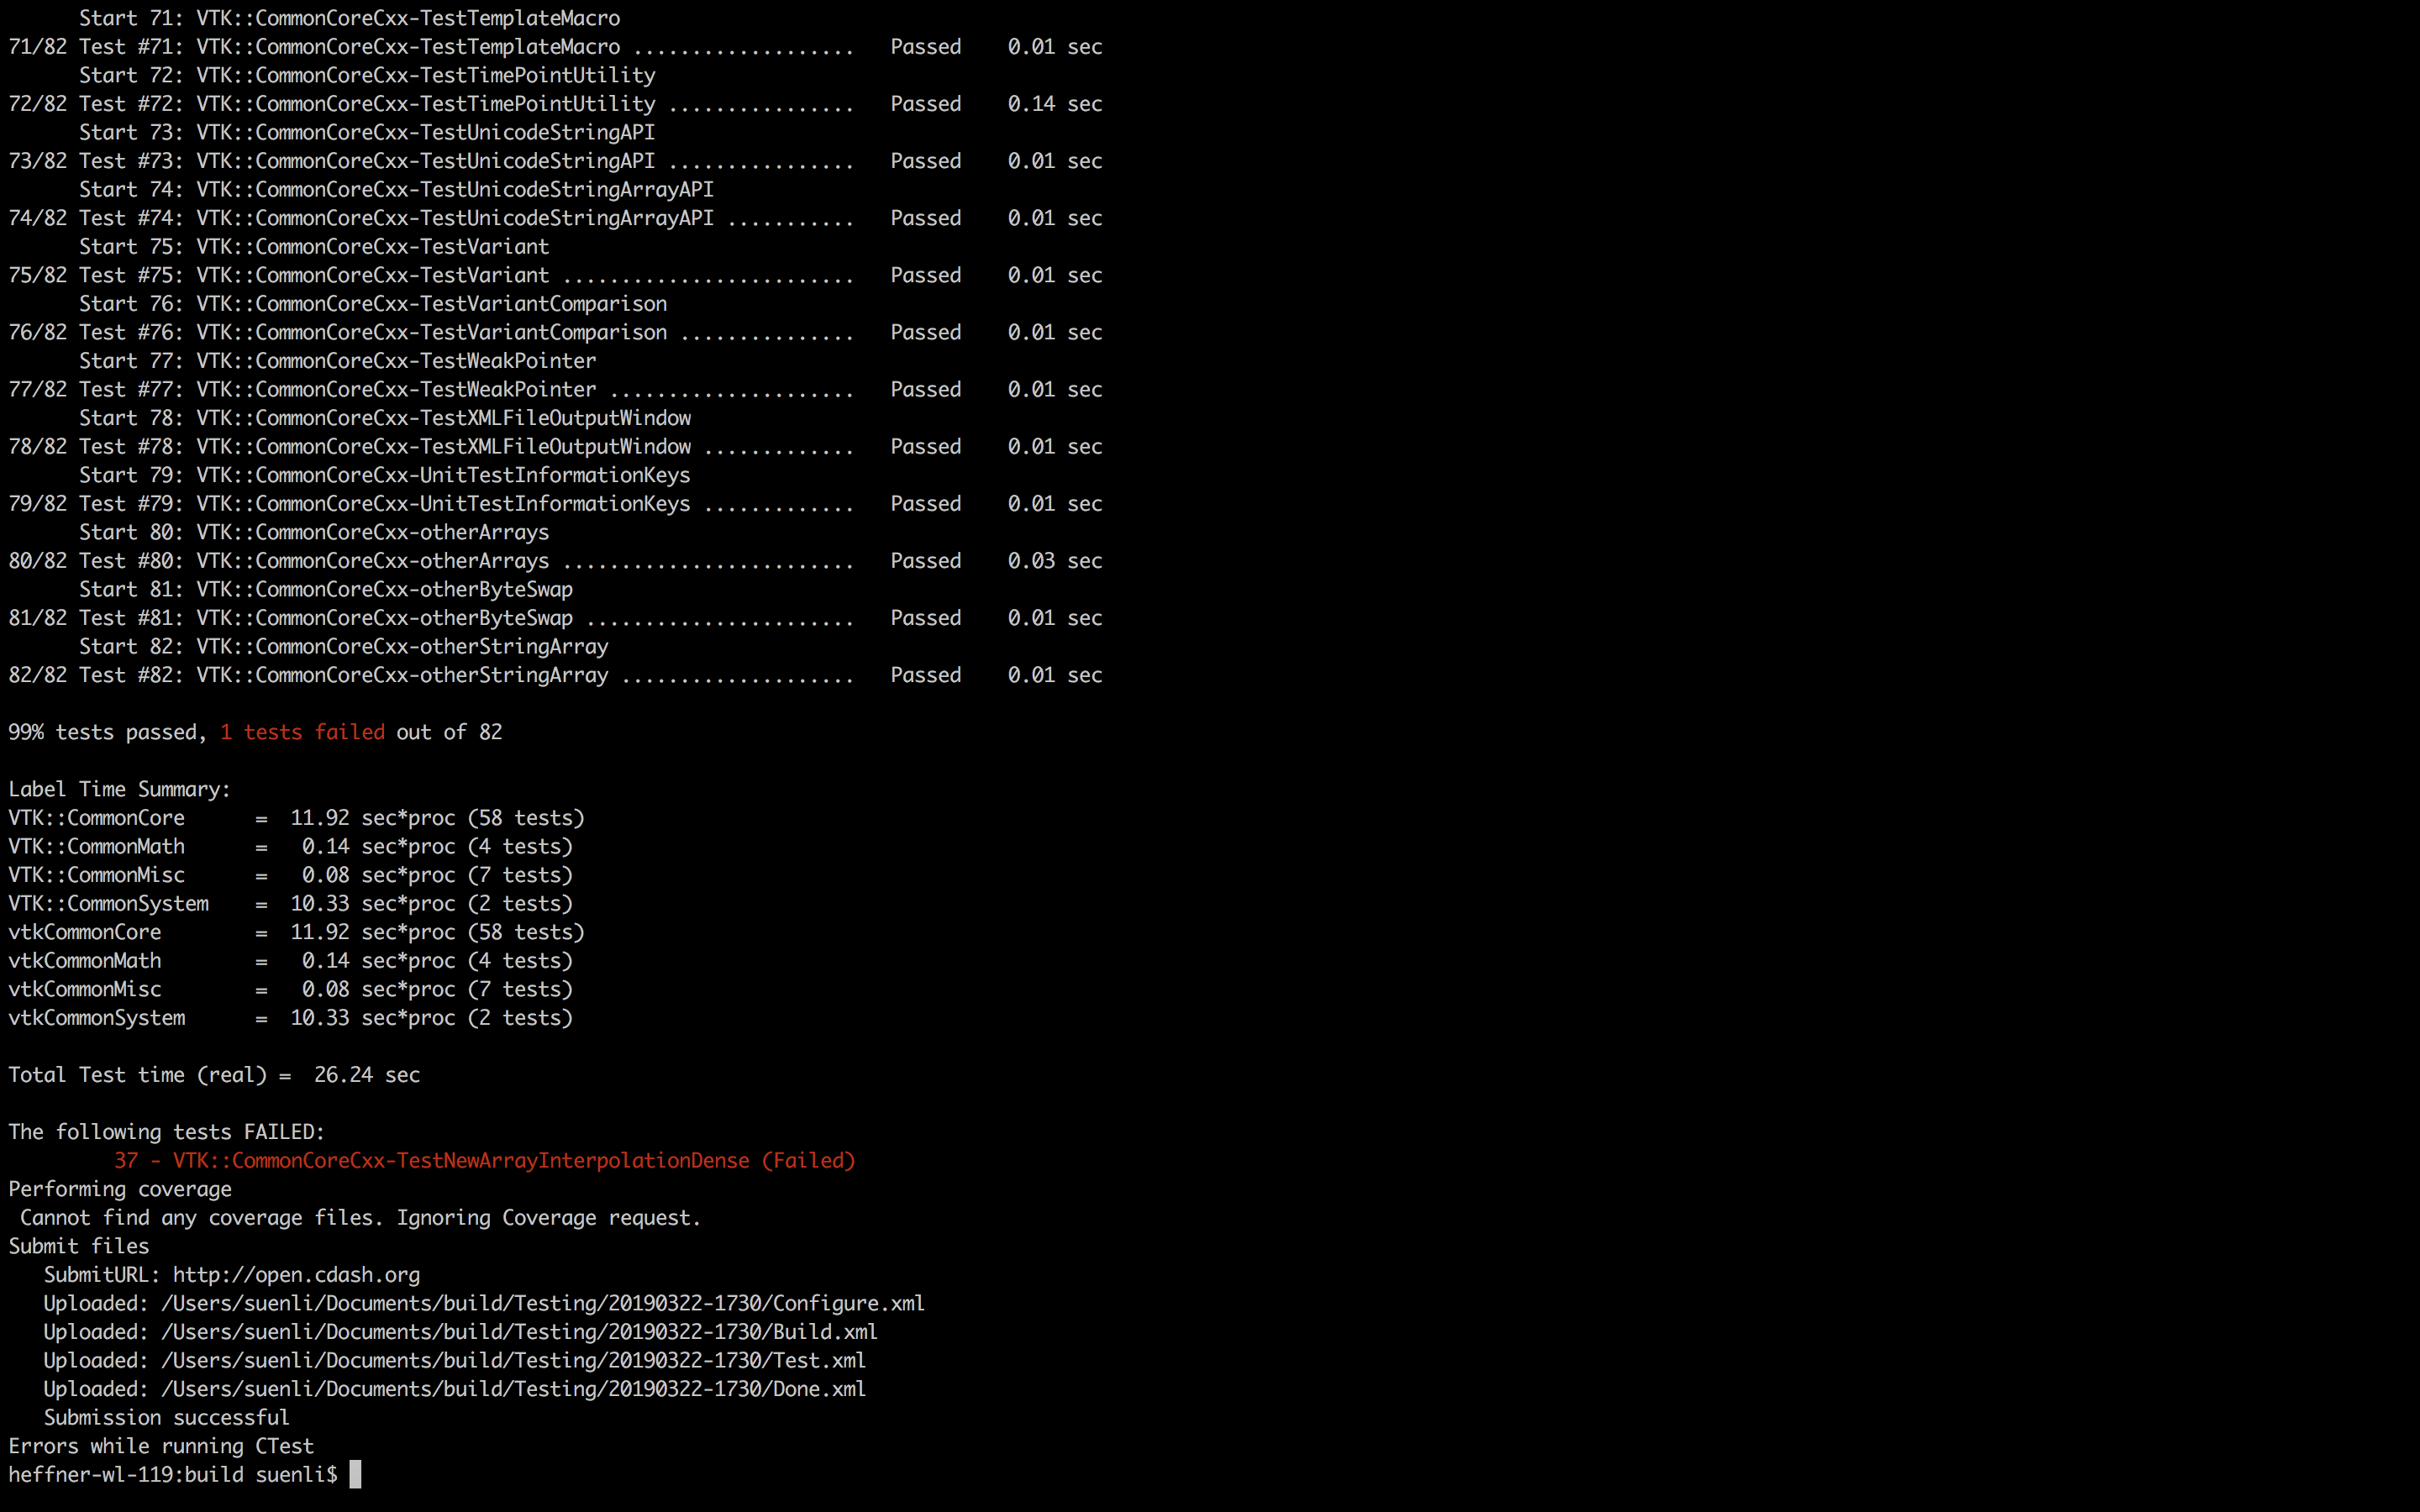 Start 71: VTK::CommonCoreCxx-TestTemplateMacro
71/82 Test #71: VTK::CommonCoreCxx-TestTemplateMacro ...................   Passed    0.01 sec
      Start 72: VTK::CommonCoreCxx-TestTimePointUtility
72/82 Test #72: VTK::CommonCoreCxx-TestTimePointUtility ................   Passed    0.14 sec
      Start 73: VTK::CommonCoreCxx-TestUnicodeStringAPI
73/82 Test #73: VTK::CommonCoreCxx-TestUnicodeStringAPI ................   Passed    0.01 sec
      Start 74: VTK::CommonCoreCxx-TestUnicodeStringArrayAPI
74/82 Test #74: VTK::CommonCoreCxx-TestUnicodeStringArrayAPI ...........   Passed    0.01 sec
      Start 75: VTK::CommonCoreCxx-TestVariant
75/82 Test #75: VTK::CommonCoreCxx-TestVariant .........................   Passed    0.01 sec
      Start 76: VTK::CommonCoreCxx-TestVariantComparison
76/82 Test #76: VTK::CommonCoreCxx-TestVariantComparison ...............   Passed    0.01 sec
      Start 77: VTK::CommonCoreCxx-TestWeakPointer
77/82 Test #77: VTK::CommonCoreCxx-TestWeakPointer .....................   Passed    0.01 sec
      Start 78: VTK::CommonCoreCxx-TestXMLFileOutputWindow
78/82 Test #78: VTK::CommonCoreCxx-TestXMLFileOutputWindow .............   Passed    0.01 sec
      Start 79: VTK::CommonCoreCxx-UnitTestInformationKeys
79/82 Test #79: VTK::CommonCoreCxx-UnitTestInformationKeys .............   Passed    0.01 sec
      Start 80: VTK::CommonCoreCxx-otherArrays
80/82 Test #80: VTK::CommonCoreCxx-otherArrays .........................   Passed    0.03 sec
      Start 81: VTK::CommonCoreCxx-otherByteSwap
81/82 Test #81: VTK::CommonCoreCxx-otherByteSwap .......................   Passed    0.01 sec
      Start 82: VTK::CommonCoreCxx-otherStringArray
82/82 Test #82: VTK::CommonCoreCxx-otherStringArray ....................   Passed    0.01 sec

99% tests passed, 1 tests failed out of 82

Label Time Summary:
VTK::CommonCore      =  11.92 sec*proc (58 tests)
VTK::CommonMath      =   0.14 sec*proc (4 tests)
VTK::CommonMisc      =   0.08 sec*proc (7 tests)
VTK::CommonSystem    =  10.33 sec*proc (2 tests)
vtkCommonCore        =  11.92 sec*proc (58 tests)
vtkCommonMath        =   0.14 sec*proc (4 tests)
vtkCommonMisc        =   0.08 sec*proc (7 tests)
vtkCommonSystem      =  10.33 sec*proc (2 tests)

Total Test time (real) =  26.24 sec

The following tests FAILED:
         37 - VTK::CommonCoreCxx-TestNewArrayInterpolationDense (Failed)
Performing coverage
 Cannot find any coverage files. Ignoring Coverage request.
Submit files
   SubmitURL: http://open.cdash.org
   Uploaded: /Users/suenli/Documents/build/Testing/20190322-1730/Configure.xml
   Uploaded: /Users/suenli/Documents/build/Testing/20190322-1730/Build.xml
   Uploaded: /Users/suenli/Documents/build/Testing/20190322-1730/Test.xml
   Uploaded: /Users/suenli/Documents/build/Testing/20190322-1730/Done.xml
   Submission successful
Errors while running CTest
heffner-wl-119:build suenli$